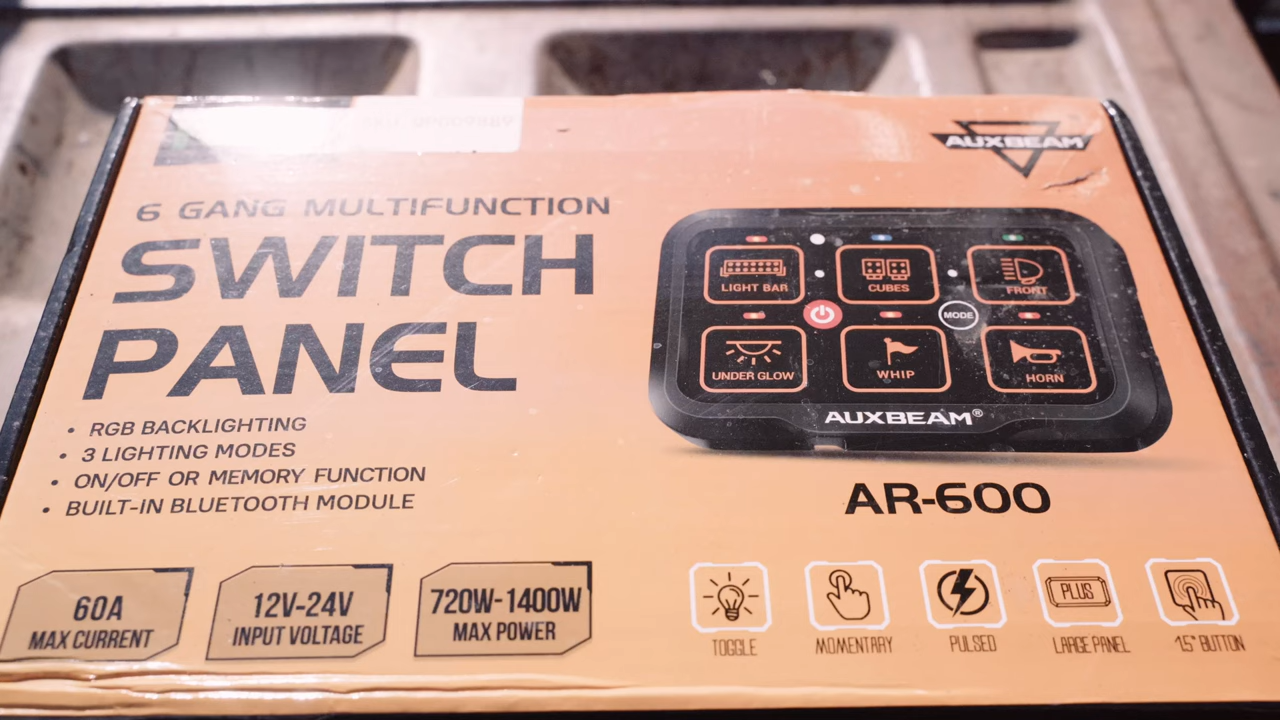 AUXBEAM
6 GANG MULTIFUNCTION
SWITCH
PANEL
• RGB BACKLIGHTING
• 3 LIGHTING MODES
• ON/OFF OR MEMORY FUNCTION
• BUILT-IN BLUETOOTH MODULE
LIGHT BAR
CUBES
FRONT
MODE
UNDER GLOW
WHIP
HORN
AUXBEAM®
AR-600
60A
MAX CURRENT
12V-24V
INPUT VOLTAGE
720W-1400W
MAX POWER
TOGGLE
MOMENTARY
PULSED
PLUS
LARGE PANEL
1.5" BUTTON